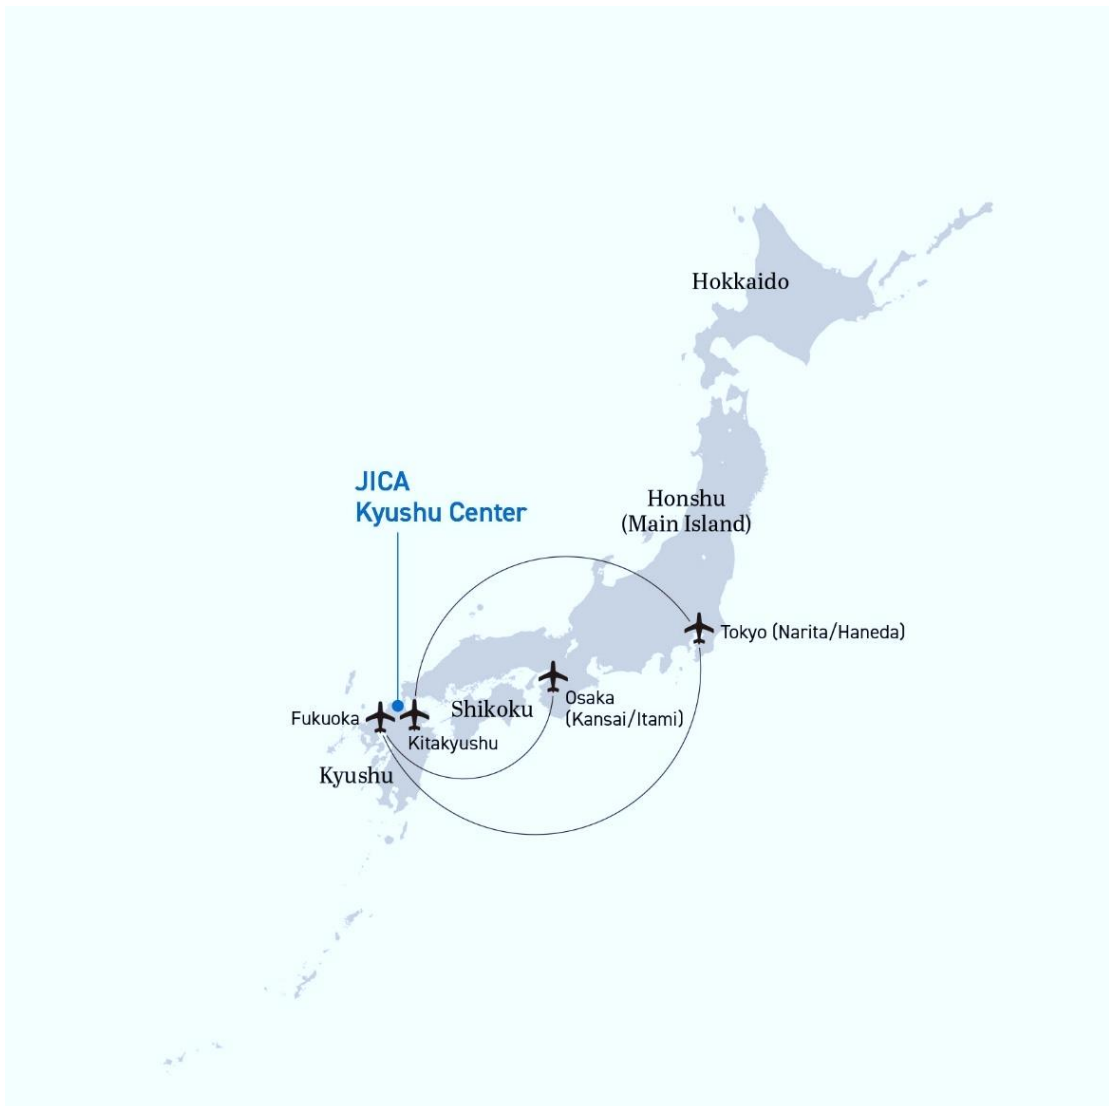 Hokkaido
JICA
Kyushu Center
Honshu
(Main Island)
Tokyo (Narita/Haneda)
Osaka
(Kansai/Itami)
Shikoku
Fukuoka
Kitakyushu
Kyushu